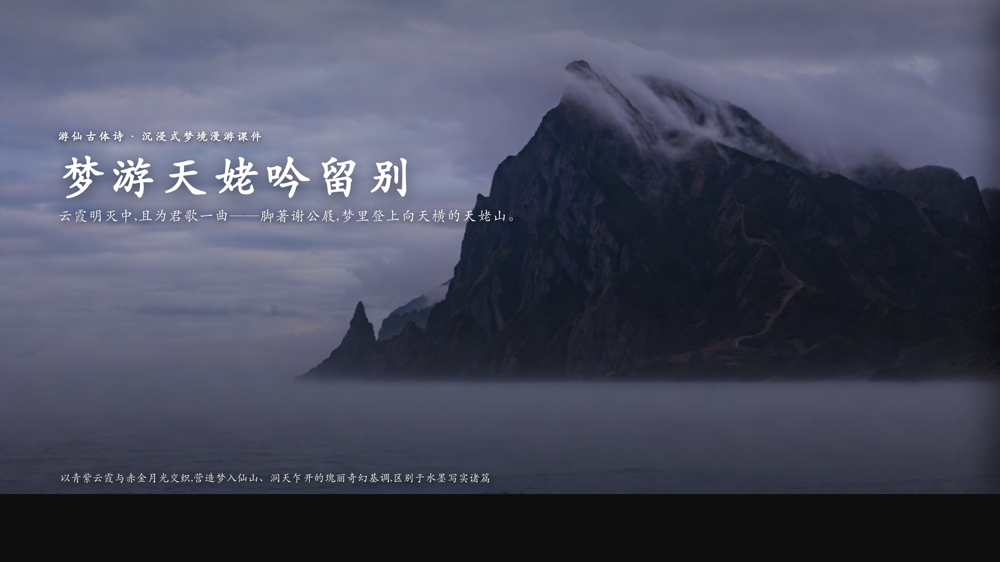 游仙古体诗 · 沉浸式梦境漫游课件
梦游天姥吟留别
云霞明灭中,且为君歌一曲——脚著谢公屐,梦里登上向天横的天姥山。
以青紫云霞与赤金月光交织,营造梦入仙山、洞天乍开的瑰丽奇幻基调,区别于水墨写实诸篇